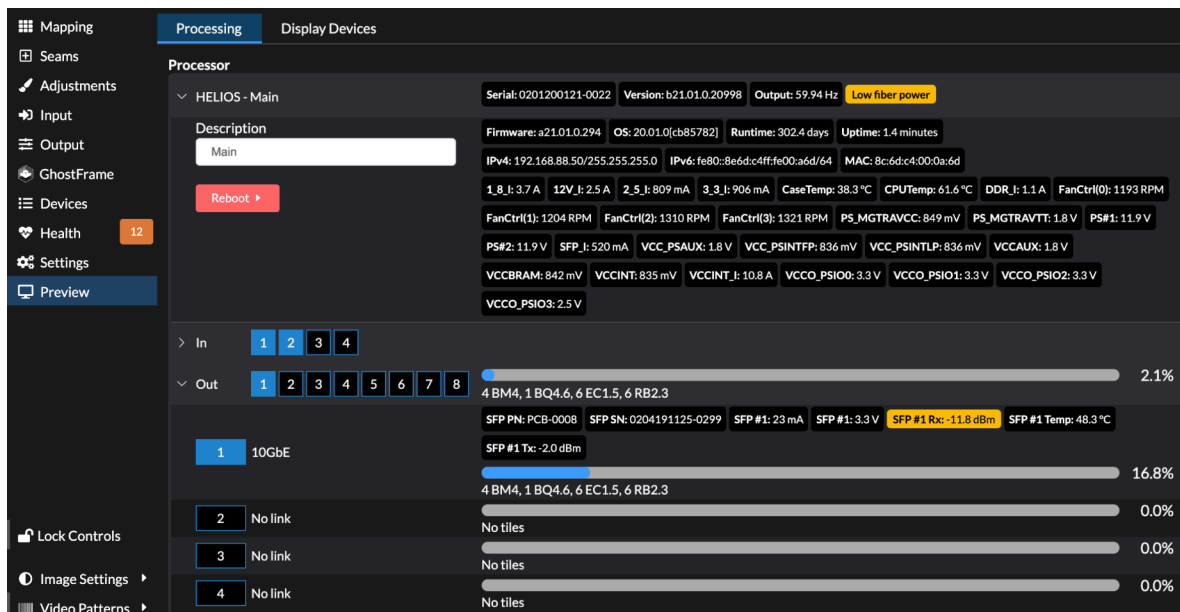 Mapping
Seams
Adjustments
Input
Output
GhostFrame
Devices
Health 12
Settings
Preview
Lock Controls
Image Settings
Video Patterns
Processing Display Devices
Processor
HELIOS - Main
Serial: 0201200121-0022 Version: b21.01.0.20998 Output: 59.94 Hz Low fiber power
Description
Main
Reboot
Firmware: a21.01.0.294 OS: 20.01.0[cb85782] Runtime: 302.4 days Uptime: 1.4 minutes
IPv4: 192.168.88.50/255.255.255.0 IPv6: fe80::8e6d:c4ff:fe00:a6d/64 MAC: 8c:6d:c4:00:0a:6d
1_8_I: 3.7 A 12V_I: 2.5 A 2_5_I: 809 mA 3_3_I: 906 mA CaseTemp: 38.3 °C CPUTemp: 61.6 °C DDR_I: 1.1 A FanCtrl(0): 1193 RPM
FanCtrl(1): 1204 RPM FanCtrl(2): 1310 RPM FanCtrl(3): 1321 RPM PS_MGTRAVCC: 849 mV PS_MGTRAVTT: 1.8 V PS#1: 11.9 V
PS#2: 11.9 V SFP_I: 520 mA VCC_PSAUX: 1.8 V VCC_PSINTFP: 836 mV VCC_PSINTLP: 836 mV VCCAUX: 1.8 V
VCCBRAM: 842 mV VCCINT: 835 mV VCCINT_I: 10.8 A VCCO_PSIO0: 3.3 V VCCO_PSIO1: 3.3 V VCCO_PSIO2: 3.3 V
VCCO_PSIO3: 2.5 V
In 1 2 3 4
Out 1 2 3 4 5 6 7 8 2.1%
4 BM4, 1 BQ4.6, 6 EC1.5, 6 RB2.3
1 10GbE
SFP PN: PCB-0008 SFP SN: 0204191125-0299 SFP #1: 23 mA SFP #1: 3.3 V SFP #1 Rx: -11.8 dBm SFP #1 Temp: 48.3 °C
SFP #1 Tx: -2.0 dBm
16.8%
4 BM4, 1 BQ4.6, 6 EC1.5, 6 RB2.3
2 No link 0.0%
No tiles
3 No link 0.0%
No tiles
4 No link 0.0%
No tiles